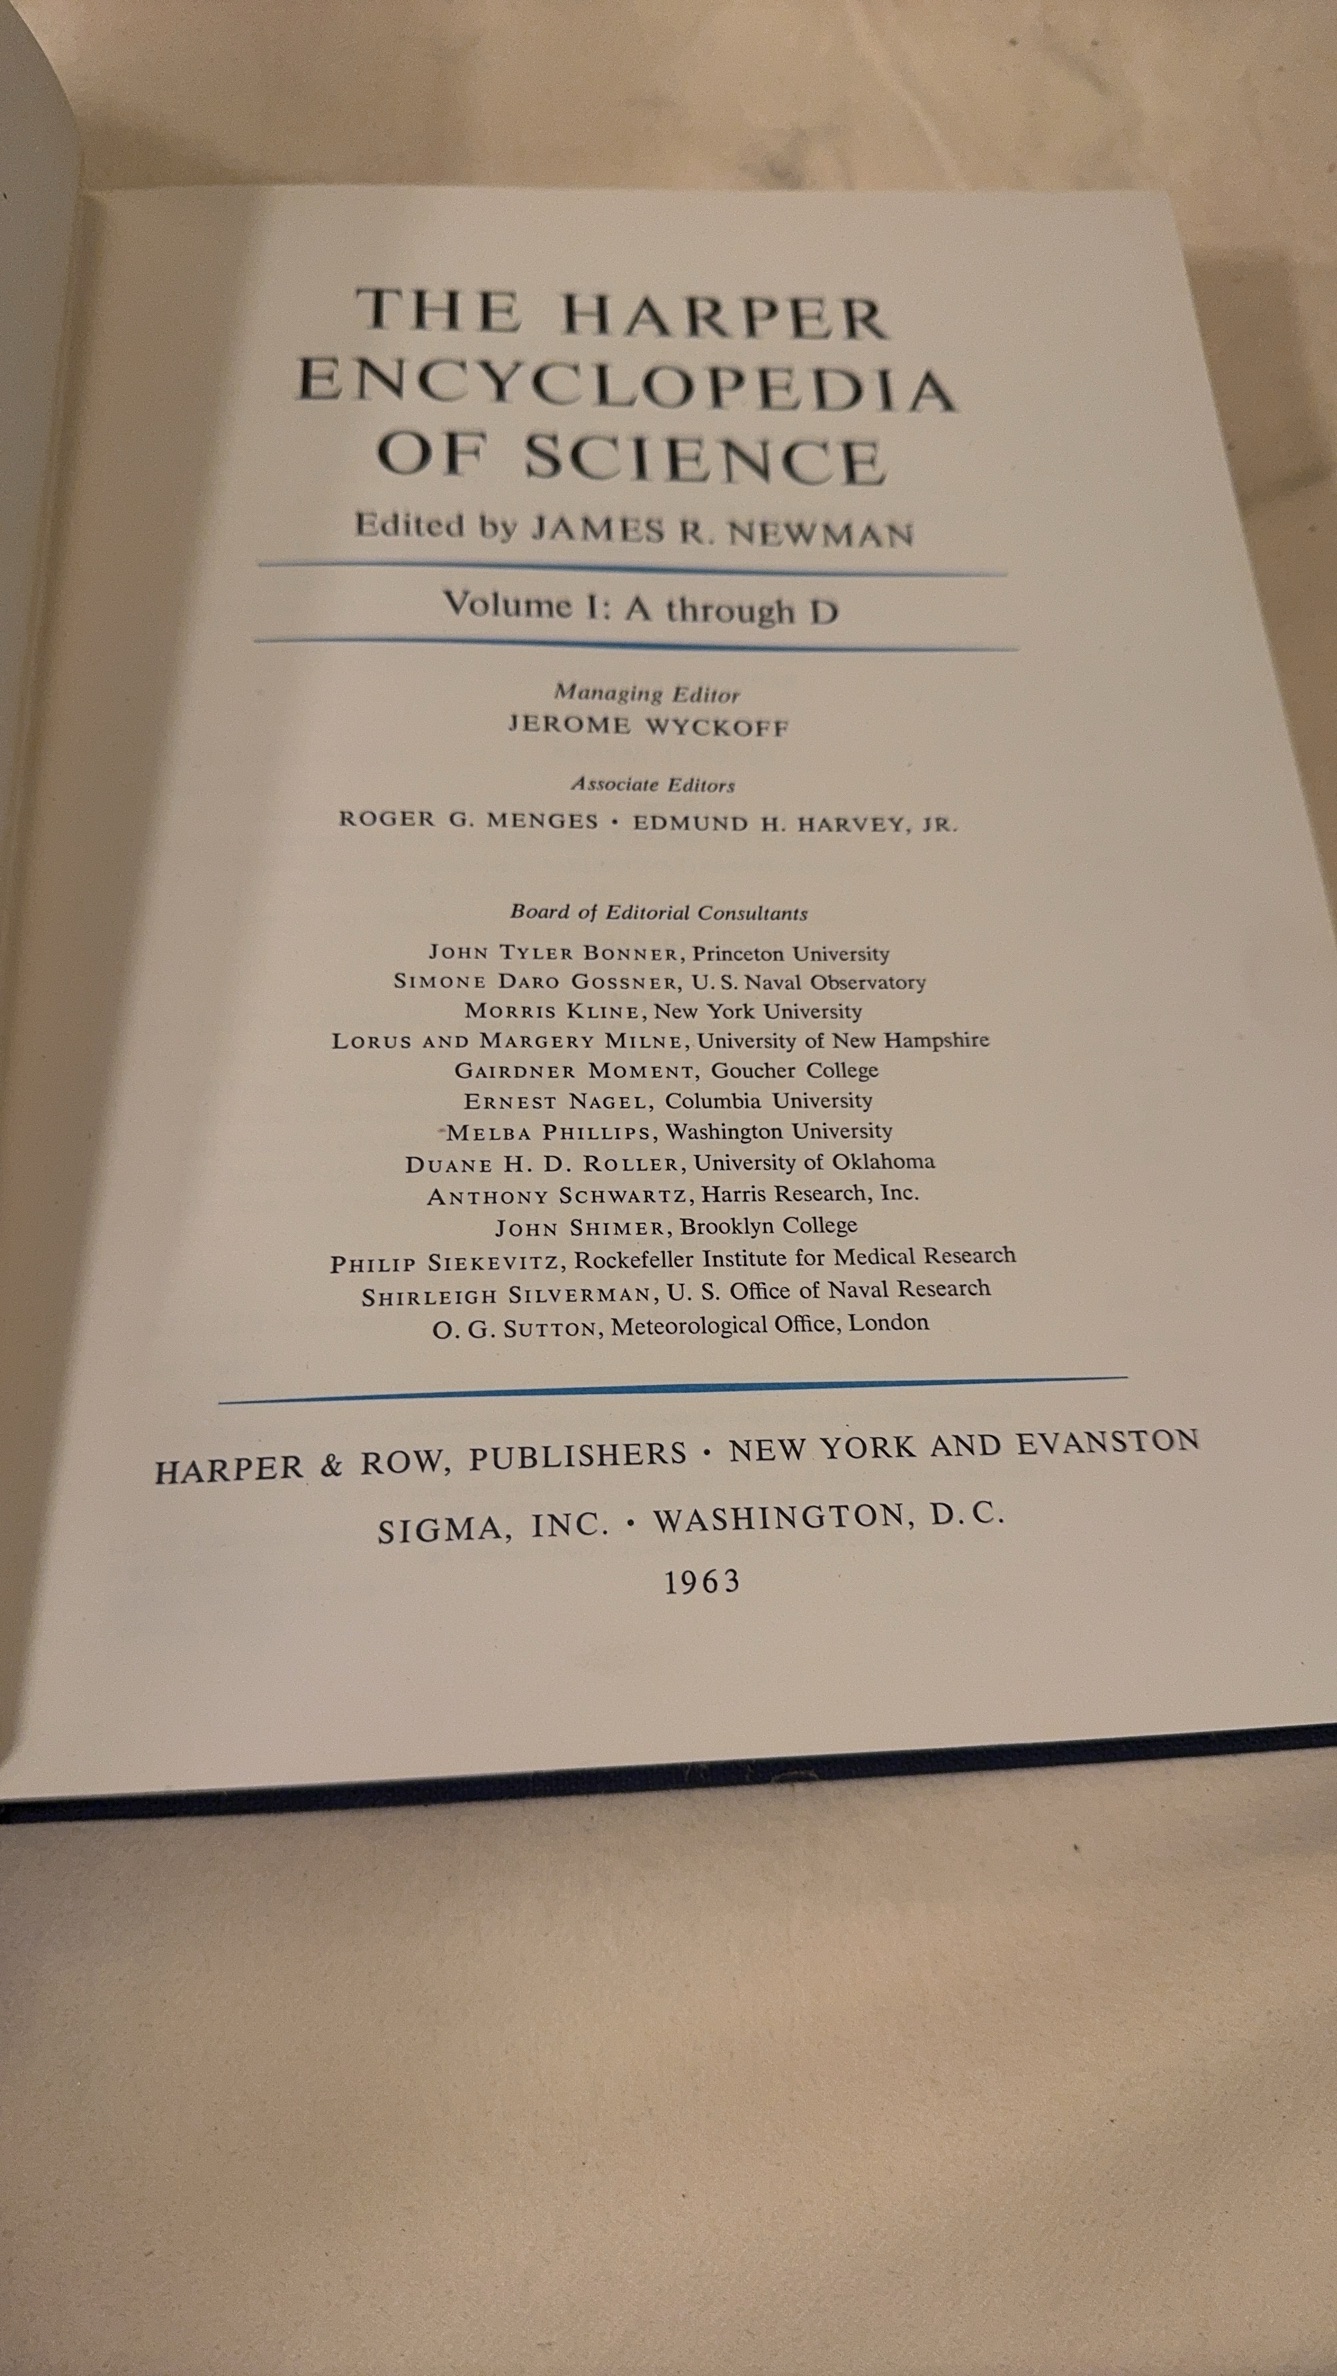 THE HARPER
ENCYCLOPEDIA
OF SCIENCE
Edited by JAMES R. NEWMAN
Volume I: A through D
Managing Editor
JEROME WYCKOFF
Associate Editors
ROGER G. MENGES • EDMUND H. HARVEY, JR.
Board of Editorial Consultants
JOHN TYLER BONNER, Princeton University
SIMONE DARO GOSSNER, U. S. Naval Observatory
MORRIS KLINE, New York University
LORUS AND MARGERY MILNE, University of New Hampshire
GAIRDNER MOMENT, Goucher College
ERNEST NAGEL, Columbia University
MELBA PHILLIPS, Washington University
DUANE H. D. ROLLER, University of Oklahoma
ANTHONY SCHWARTZ, Harris Research, Inc.
JOHN SHIMER, Brooklyn College
PHILIP SIEKEVITZ, Rockefeller Institute for Medical Research
SHIRLEIGH SILVERMAN, U. S. Office of Naval Research
O. G. SUTTON, Meteorological Office, London
HARPER & ROW, PUBLISHERS • NEW YORK AND EVANSTON
SIGMA, INC. • WASHINGTON, D. C.
1963